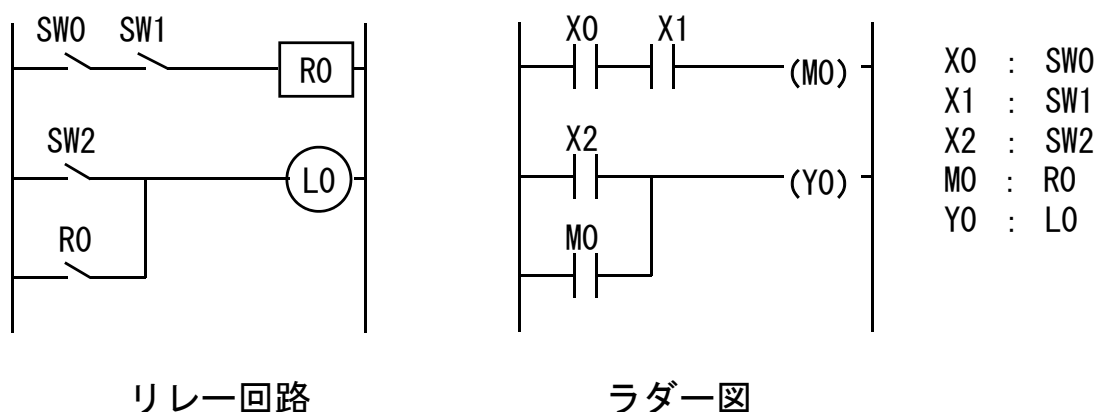 SW0 SW1
R0
SW2
L0
R0
リレー回路
X0 X1
(M0)
X2
(Y0)
M0
ラダー図
X0 : SW0
X1 : SW1
X2 : SW2
M0 : R0
Y0 : L0